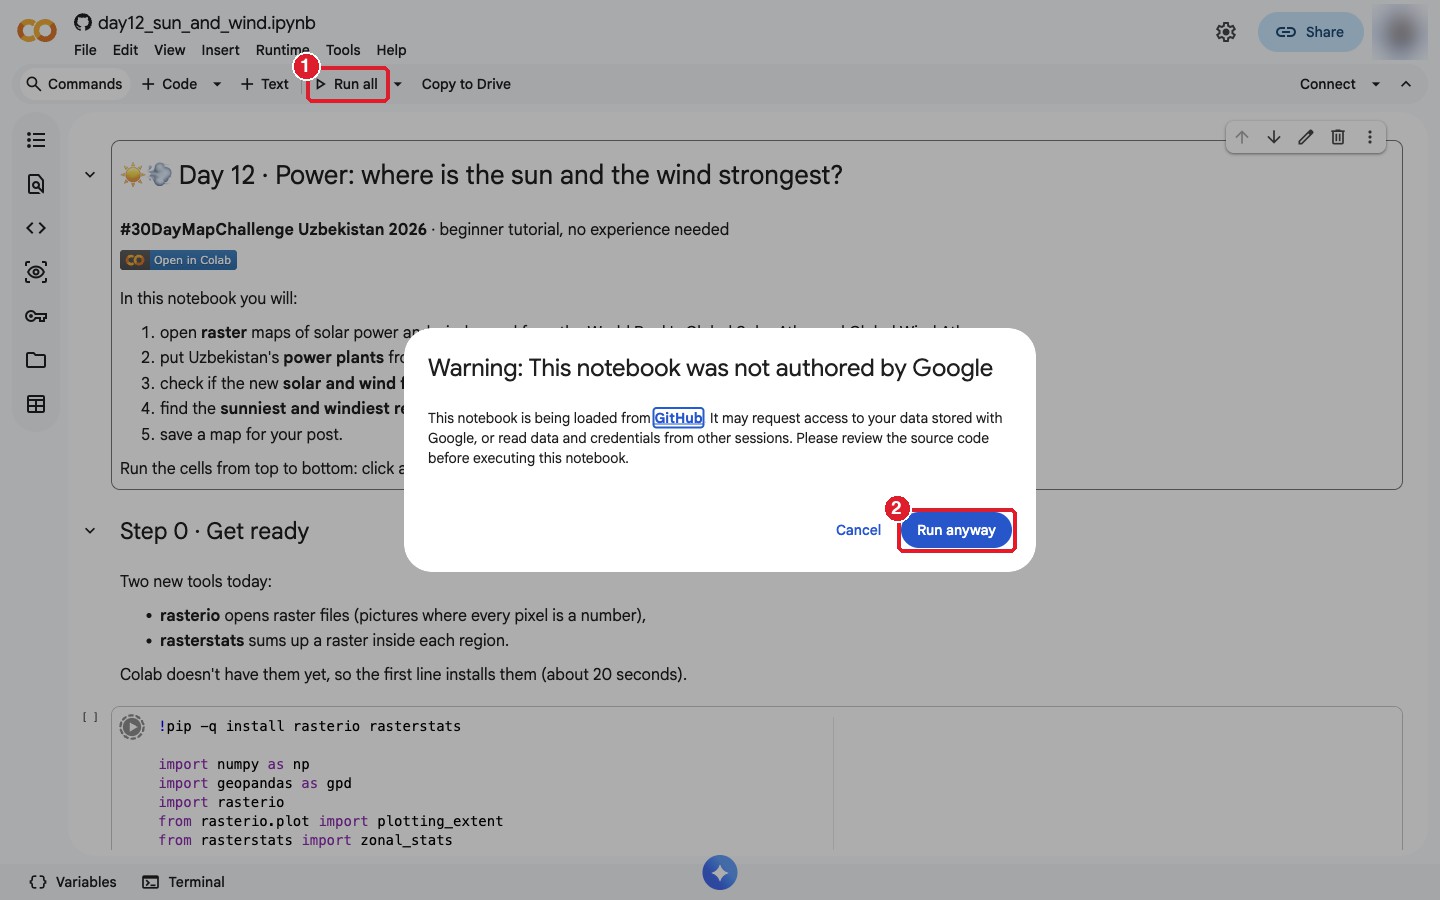 day12_sun_and_wind.ipynb
File Edit View Insert Runtime Tools Help
Share
1
Commands + Code + Text Run all Copy to Drive
Connect
☀️💨 Day 12 · Power: where is the sun and the wind strongest?
#30DayMapChallenge Uzbekistan 2026 · beginner tutorial, no experience needed
Open in Colab
In this notebook you will:
1. open raster maps of solar power
2. put Uzbekistan's power plants
3. check if the new solar and wind
4. find the sunniest and windiest
5. save a map for your post.
Run the cells from top to bottom: click
Warning: This notebook was not authored by Google
This notebook is being loaded from GitHub. It may request access to your data stored with
Google, or read data and credentials from other sessions. Please review the source code
before executing this notebook.
2
Cancel Run anyway
Step 0 · Get ready
Two new tools today:
• rasterio opens raster files (pictures where every pixel is a number),
• rasterstats sums up a raster inside each region.
Colab doesn't have them yet, so the first line installs them (about 20 seconds).
[ ]
!pip -q install rasterio rasterstats
import numpy as np
import geopandas as gpd
import rasterio
from rasterio.plot import plotting_extent
from rasterstats import zonal_stats
Variables Terminal